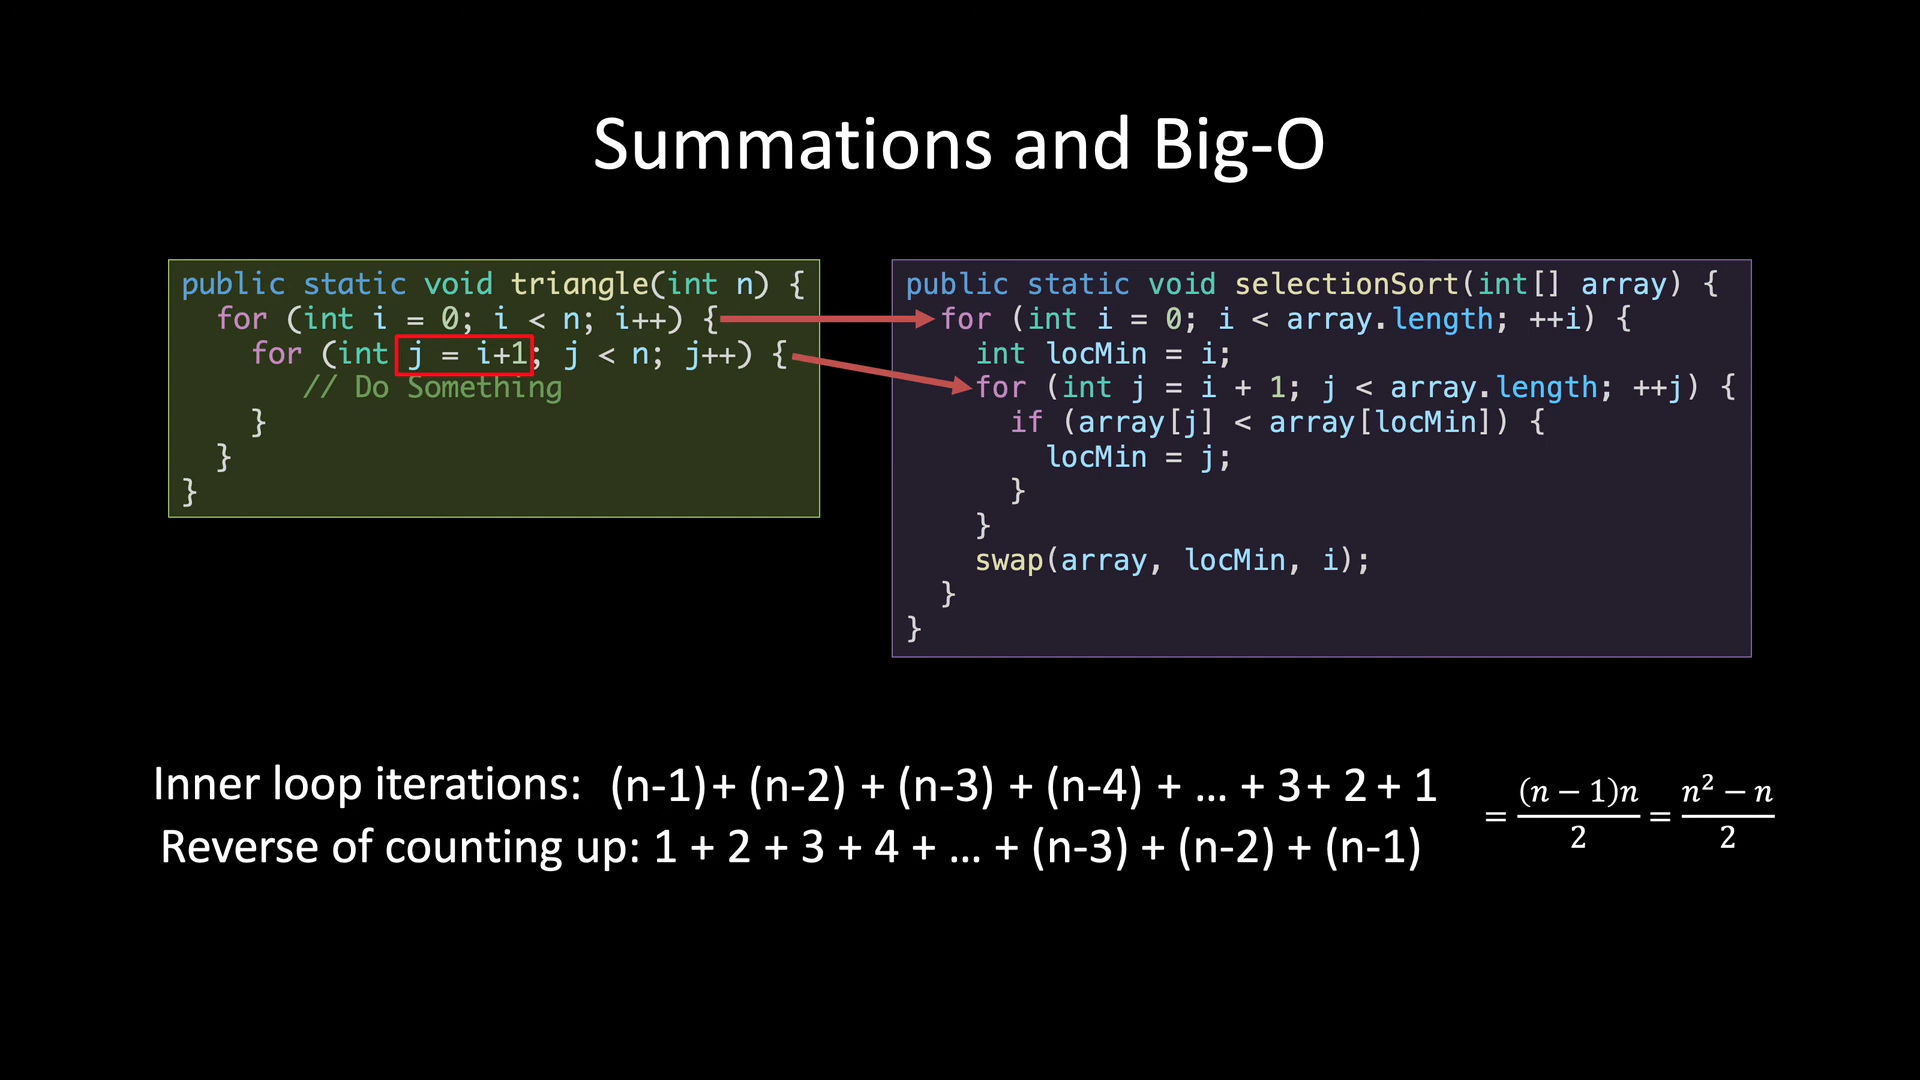 Summations and Big-O
public static void triangle(int n) {
for (int i = 0; i < n; i++) {
for (int j = i+1; j < n; j++) {
// Do Something
}
}
}
public static void selectionSort(int[] array) {
for (int i = 0; i < array.length; ++i) {
int locMin = i;
for (int j = i + 1; j < array.length; ++j) {
if (array[j] < array[locMin]) {
locMin = j;
}
}
swap(array, locMin, i);
}
}
Inner loop iterations: (n-1)+ (n-2) + (n-3) + (n-4) + ... + 3+ 2 + 1
Reverse of counting up: 1 + 2 + 3 + 4 + ... + (n-3) + (n-2) + (n-1)
= (n − 1)n / 2 = n² − n / 2